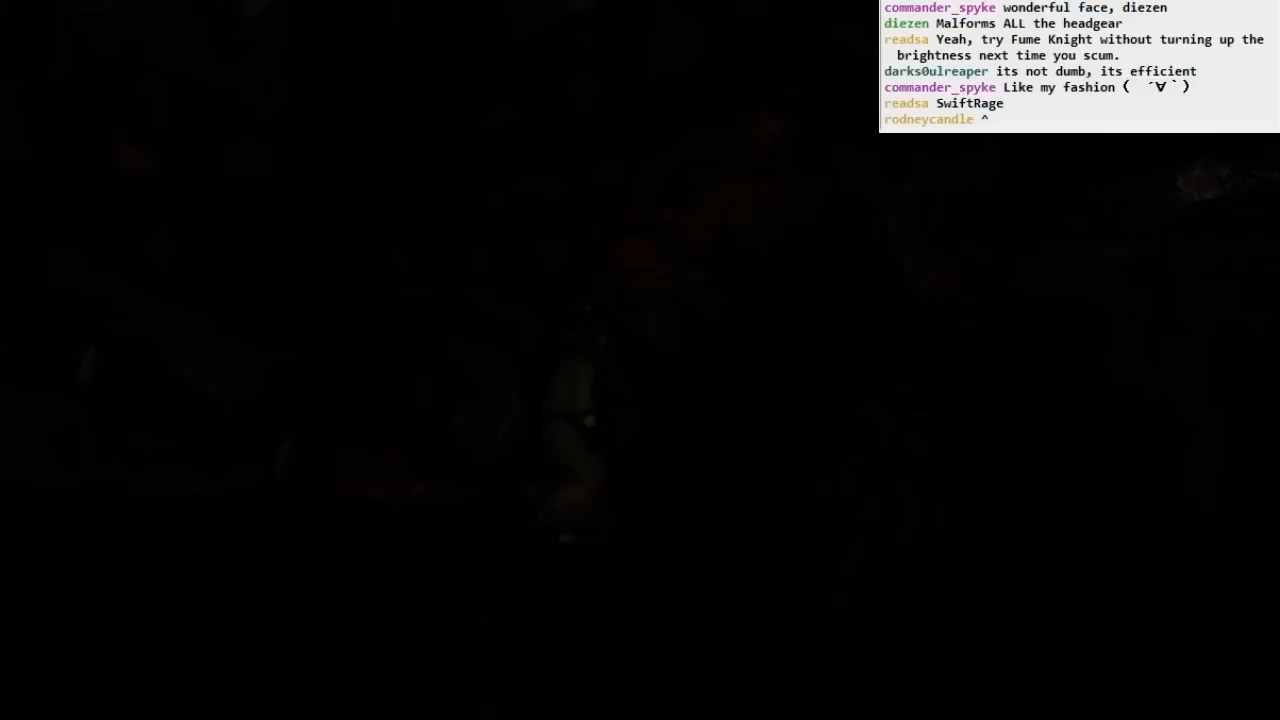 commander_spyke wonderful face, diezen
diezen Malforms ALL the headgear
readsa Yeah, try Fume Knight without turning up the
brightness next time you scum.
darks0ulreaper its not dumb, its efficient
commander_spyke Like my fashion ( ´∀｀)
readsa SwiftRage
rodneycandle ^